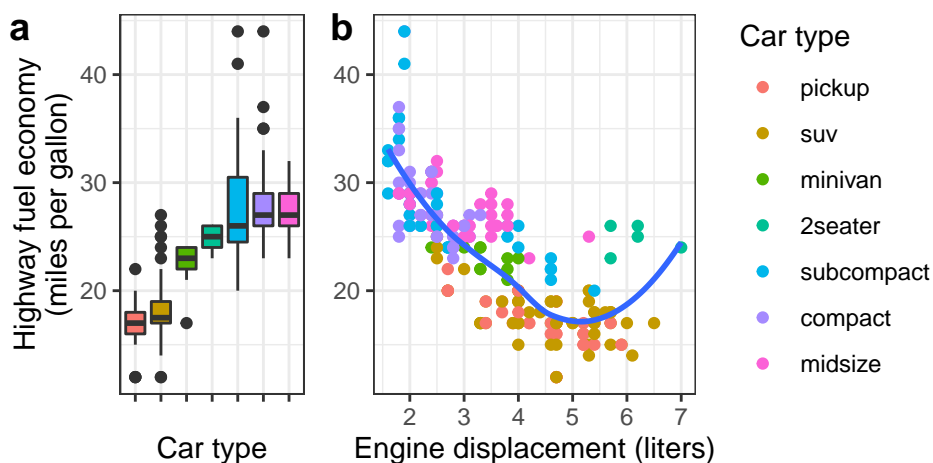 a
b
Highway fuel economy
(miles per gallon)
40
30
20
Car type
40
30
20
2 3 4 5 6 7
Engine displacement (liters)
Car type
pickup
suv
minivan
2seater
subcompact
compact
midsize